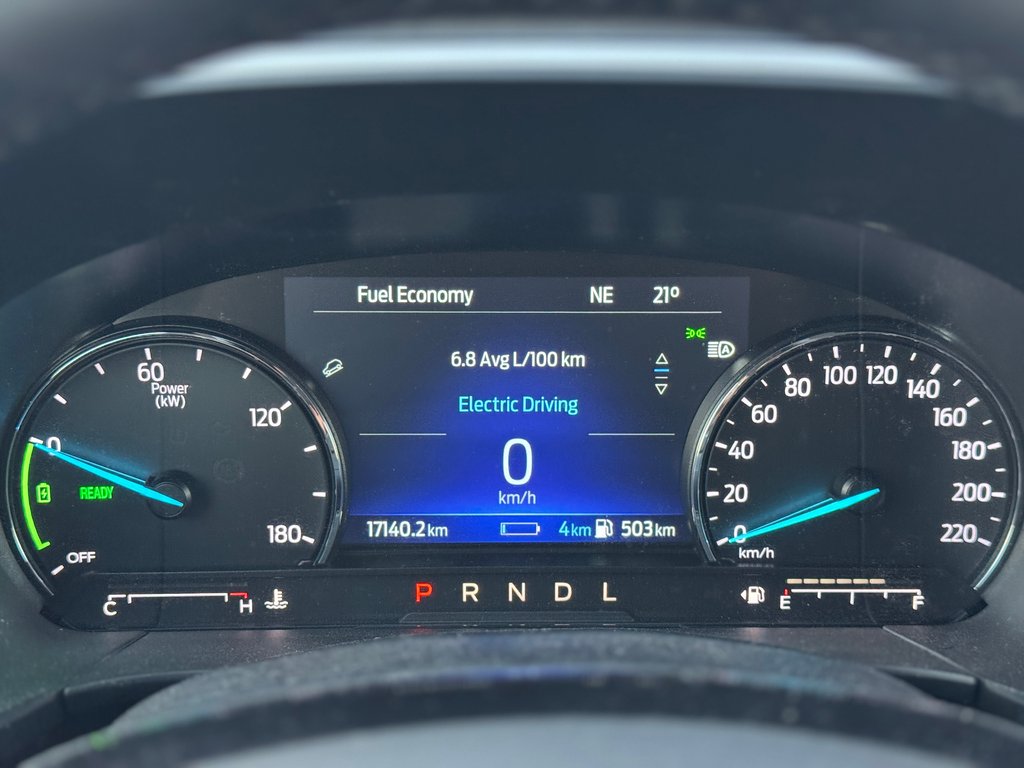 Fuel Economy NE 21º
6.8 Avg L/100 km
Electric Driving
0
km/h
17140.2 km 4 km 503 km
0 60 120 180
Power
(kW)
READY
OFF
0 20 40 60 80 100 120 140 160 180 200 220
km/h
A
C H
P R N D L
E F